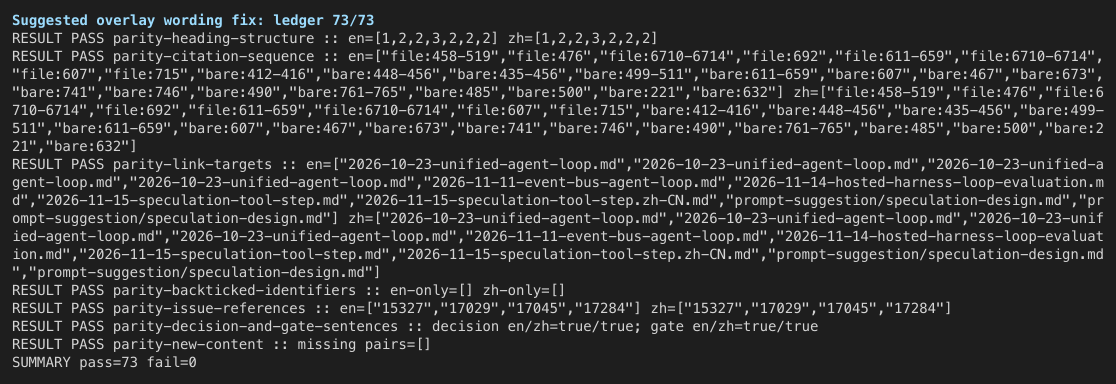 Suggested overlay wording fix: ledger 73/73
RESULT PASS parity-heading-structure :: en=[1,2,2,3,2,2,2] zh=[1,2,2,3,2,2,2]
RESULT PASS parity-citation-sequence :: en=["file:458-519","file:476","file:6710-6714","file:692","file:611-659","file:6710-6714",
"file:607","file:715","bare:412-416","bare:448-456","bare:435-456","bare:499-511","bare:611-659","bare:607","bare:467","bare:673",
"bare:741","bare:746","bare:490","bare:761-765","bare:485","bare:500","bare:221","bare:632"] zh=["file:458-519","file:476","file:6
710-6714","file:692","file:611-659","file:6710-6714","file:607","file:715","bare:412-416","bare:448-456","bare:435-456","bare:499-
511","bare:611-659","bare:607","bare:467","bare:673","bare:741","bare:746","bare:490","bare:761-765","bare:485","bare:500","bare:2
21","bare:632"]
RESULT PASS parity-link-targets :: en=["2026-10-23-unified-agent-loop.md","2026-10-23-unified-agent-loop.md","2026-10-23-unified-a
gent-loop.md","2026-10-23-unified-agent-loop.md","2026-11-11-event-bus-agent-loop.md","2026-11-14-hosted-harness-loop-evaluation.m
d","2026-11-15-speculation-tool-step.md","2026-11-15-speculation-tool-step.zh-CN.md","prompt-suggestion/speculation-design.md","pr
ompt-suggestion/speculation-design.md"] zh=["2026-10-23-unified-agent-loop.md","2026-10-23-unified-agent-loop.md","2026-10-23-unif
ied-agent-loop.md","2026-10-23-unified-agent-loop.md","2026-11-11-event-bus-agent-loop.md","2026-11-14-hosted-harness-loop-evaluat
ion.md","2026-11-15-speculation-tool-step.md","2026-11-15-speculation-tool-step.zh-CN.md","prompt-suggestion/speculation-design.md
","prompt-suggestion/speculation-design.md"]
RESULT PASS parity-backticked-identifiers :: en-only=[] zh-only=[]
RESULT PASS parity-issue-references :: en=["15327","17029","17045","17284"] zh=["15327","17029","17045","17284"]
RESULT PASS parity-decision-and-gate-sentences :: decision en/zh=true/true; gate en/zh=true/true
RESULT PASS parity-new-content :: missing pairs=[]
SUMMARY pass=73 fail=0